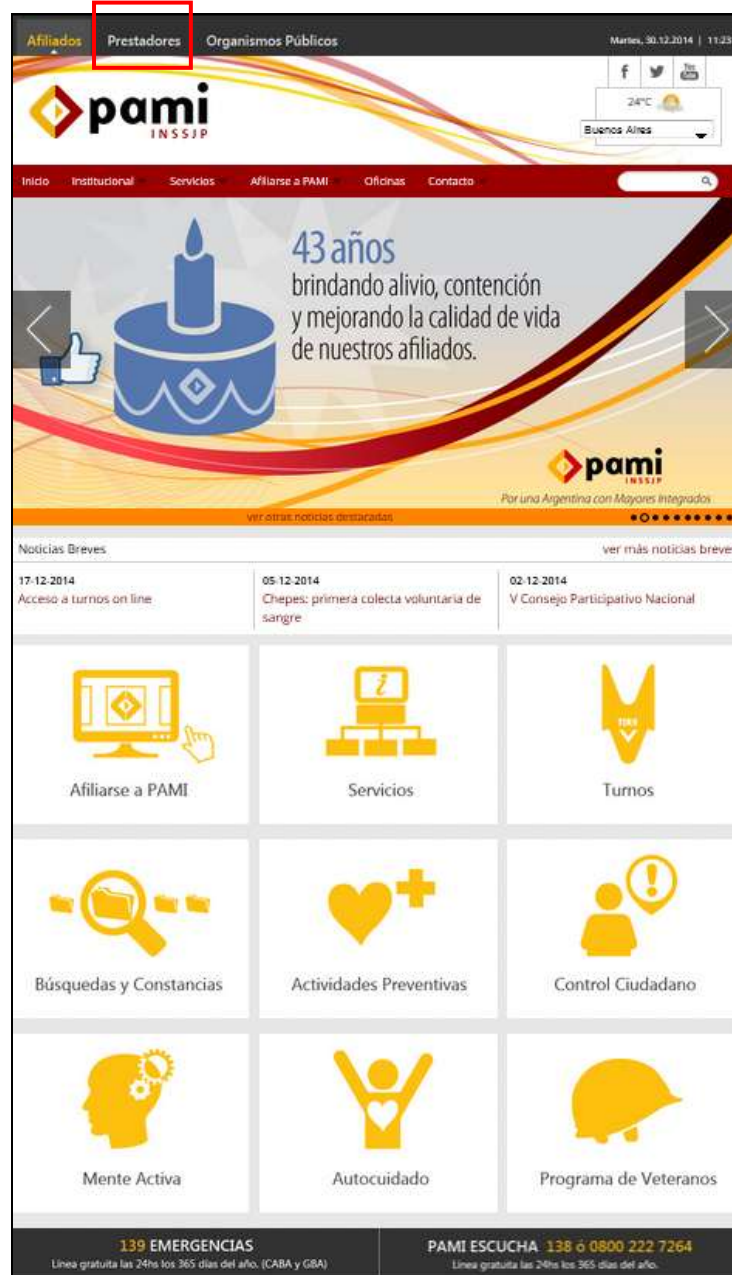 Afiliados Prestadores Organismos Públicos Martes, 30.12.2014 | 11:23
f You Tube
pami
INSSJP
24°C
Buenos Aires
Inicio Institucional Servicios Afiliarse a PAMI Oficinas Contacto
43 años
brindando alivio, contención
y mejorando la calidad de vida
de nuestros afiliados.
pami
INSSJP
Por una Argentina con Mayores Integrados
ver otras noticias destacadas
Noticias Breves ver más noticias breve
17-12-2014 05-12-2014 02-12-2014
Acceso a turnos on line Chepes: primera colecta voluntaria de V Consejo Participativo Nacional
sangre
i
Afiliarse a PAMI Servicios Turnos
Búsquedas y Constancias Actividades Preventivas Control Ciudadano
Mente Activa Autocuidado Programa de Veteranos
139 EMERGENCIAS PAMI ESCUCHA 138 ó 0800 222 7264
Línea gratuita las 24hs los 365 días del año. (CABA y GBA) Línea gratuita las 24hs los 365 días del año.